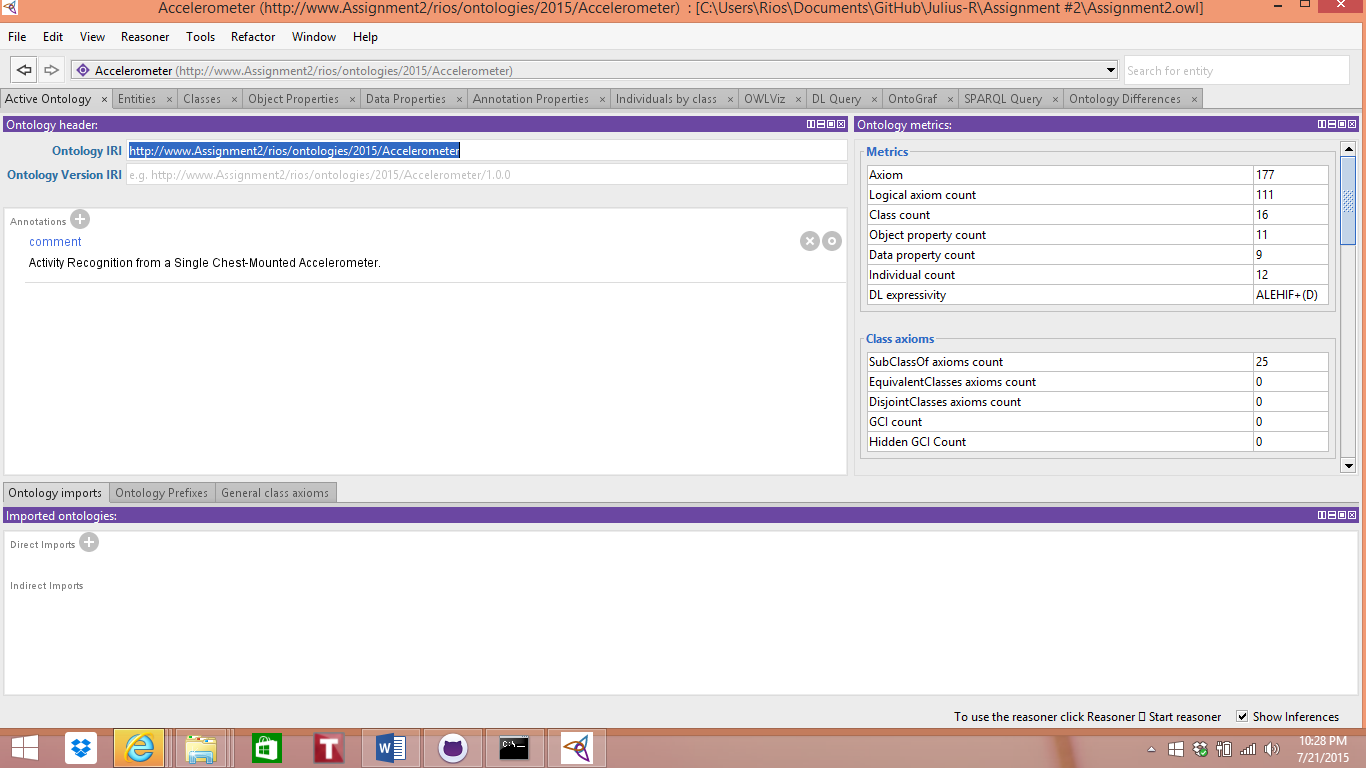 Accelerometer (http://www.Assignment2/rios/ontologies/2015/Accelerometer) : [C:\Users\Rios\Documents\GitHub\Julius-R\Assignment #2\Assignment2.owl]
File Edit View Reasoner Tools Refactor Window Help
Accelerometer (http://www.Assignment2/rios/ontologies/2015/Accelerometer)
Search for entity
Active Ontology × Entities × Classes × Object Properties × Data Properties × Annotation Properties × Individuals by class × OWLViz × DL Query × OntoGraf × SPARQL Query × Ontology Differences ×
Ontology header:
Ontology IRI http://www.Assignment2/rios/ontologies/2015/Accelerometer
Ontology Version IRI e.g. http://www.Assignment2/rios/ontologies/2015/Accelerometer/1.0.0
Annotations
comment
Activity Recognition from a Single Chest-Mounted Accelerometer.
Ontology metrics:
Metrics
Axiom 177
Logical axiom count 111
Class count 16
Object property count 11
Data property count 9
Individual count 12
DL expressivity ALEHIF+(D)
Class axioms
SubClassOf axioms count 25
EquivalentClasses axioms count 0
DisjointClasses axioms count 0
GCI count 0
Hidden GCI Count 0
Ontology imports Ontology Prefixes General class axioms
Imported ontologies:
Direct Imports
Indirect Imports
To use the reasoner click Reasoner ▯ Start reasoner Show Inferences
10:28 PM
7/21/2015